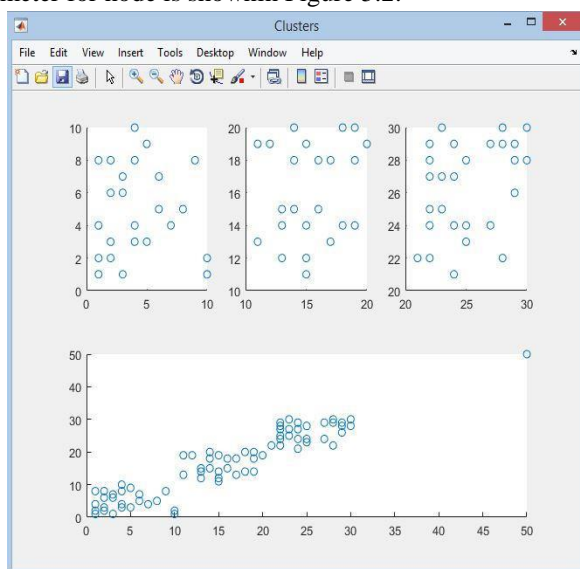 meter for node is shownin Figure 3.2.
Clusters
File Edit View Insert Tools Desktop Window Help
10 20 30
8 18 28
6 16 26
4 14 24
2 12 22
0 10 20
0 5 10 10 15 20 20 25 30
50
40
30
20
10
0
0 5 10 15 20 25 30 35 40 45 50